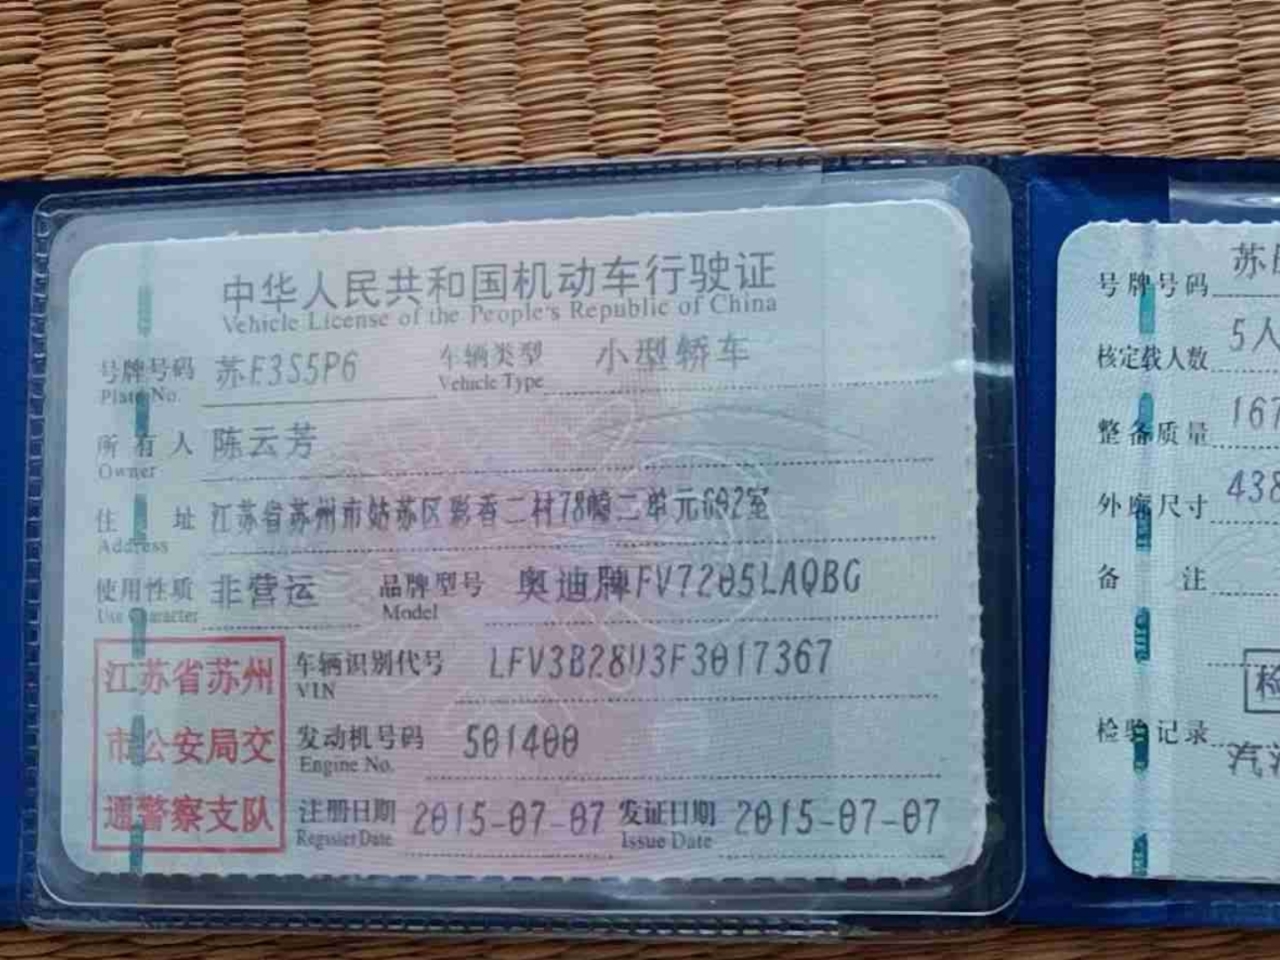 中华人民共和国机动车行驶证
Vehicle License of the People's Republic of China
号牌号码 苏F3S5P6 车辆类型 小型轿车
Plate No. Vehicle Type
所有人 陈云芳
Owner
住址 江苏省苏州市姑苏区彩香二村78幢二单元602室
Address
使用性质 非营运 品牌型号 奥迪牌FV7205LAQBG
Use Character Model
车辆识别代号 LFV3B28U3F3017367
VIN
发动机号码 501400
Engine No.
注册日期 2015-07-07 发证日期 2015-07-07
Register Date Issue Date
江苏省苏州
市公安局交
通警察支队
号牌号码 苏
核定载人数 5人
整备质量 167
外廓尺寸 438
备注
检验记录